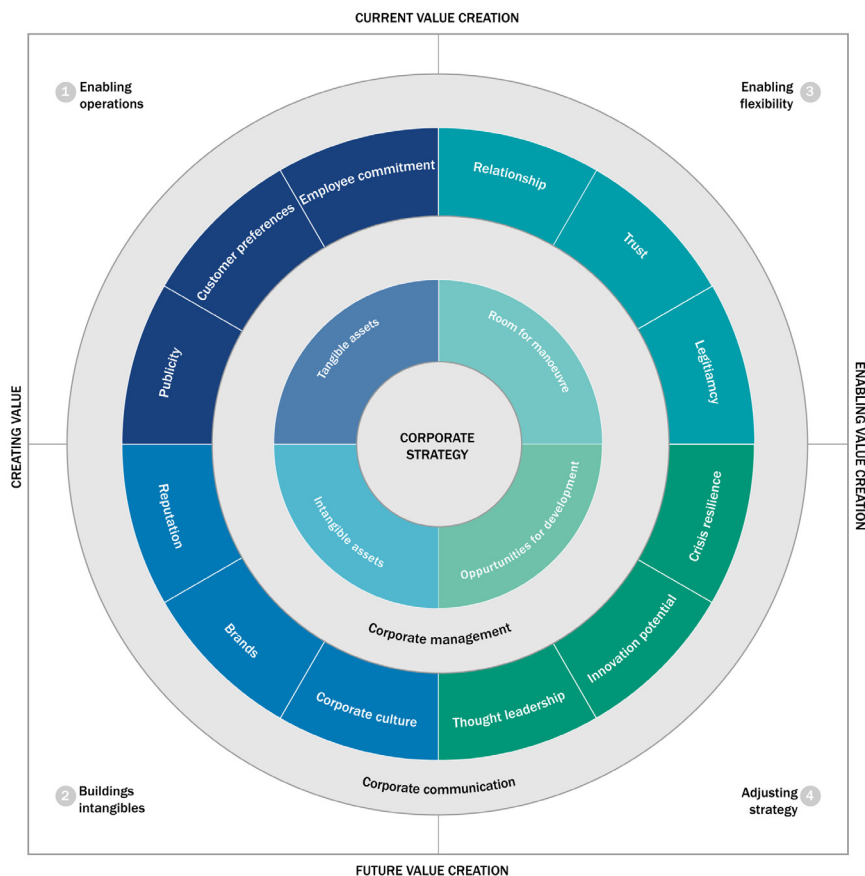 CURRENT VALUE CREATION
1 Enabling
operations
Enabling 3
flexibility
Employee commitment
Relationship
Customer preferences
Trust
Publicity
Legitiamcy
Tangible assets
Room for manoeuvre
CREATING VALUE
CORPORATE
STRATEGY
ENABLING VALUE CREATION
Intangible assets
Oppurtunities for development
Reputation
Crisis resilience
Brands
Innovation potential
Corporate management
Corporate culture
Thought leadership
Corporate communication
2 Buildings
intangibles
Adjusting 4
strategy
FUTURE VALUE CREATION